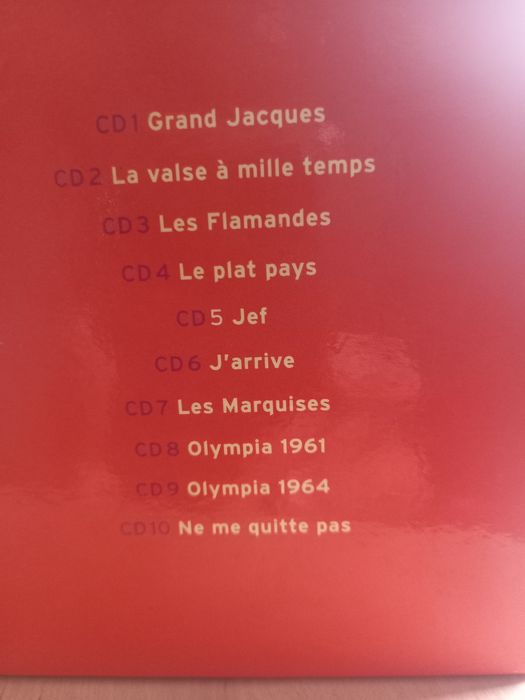 CD1 Grand Jacques
CD2 La valse à mille temps
CD3 Les Flamandes
CD4 Le plat pays
CD5 Jef
CD6 J'arrive
CD7 Les Marquises
CD8 Olympia 1961
CD9 Olympia 1964
CD10 Ne me quitte pas